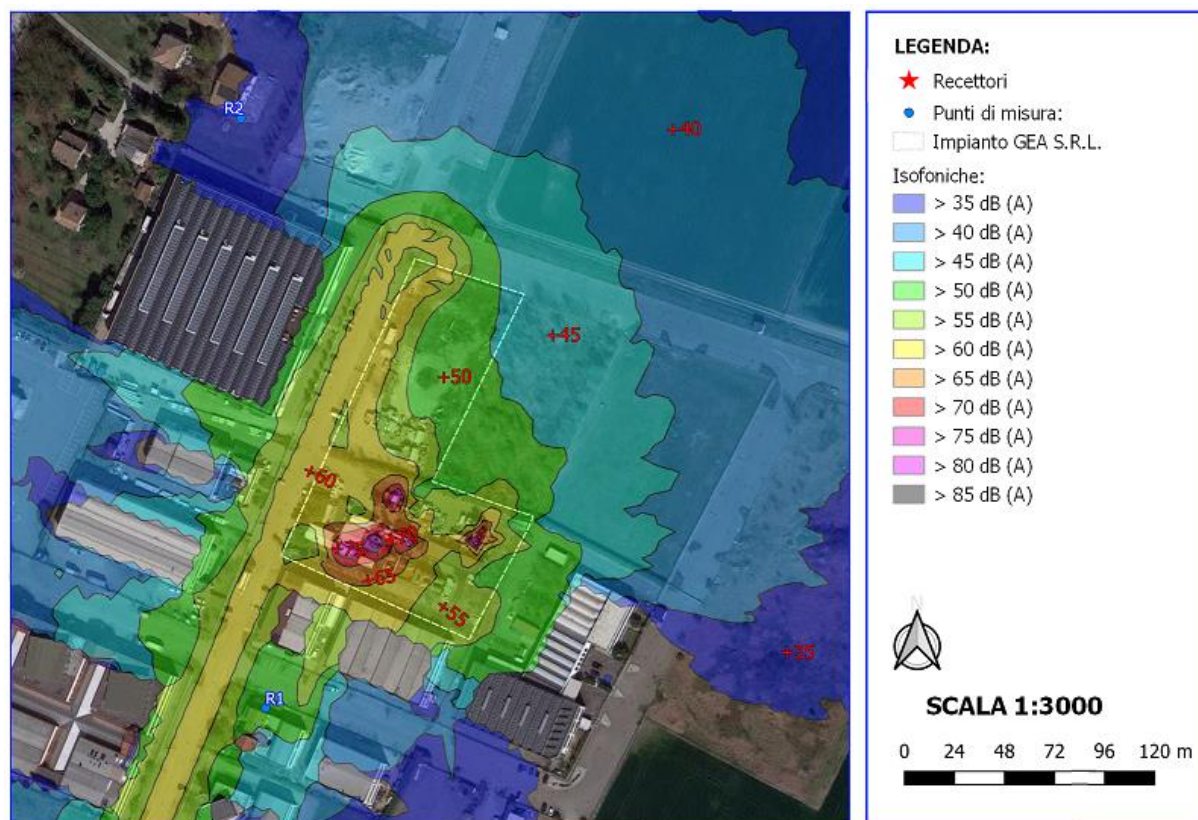 R2
+40
+45
+50
+60
+65
+55
+35
R1
LEGENDA:
Recettori
Punti di misura:
Impianto GEA S.R.L.
Isofoniche:
> 35 dB (A)
> 40 dB (A)
> 45 dB (A)
> 50 dB (A)
> 55 dB (A)
> 60 dB (A)
> 65 dB (A)
> 70 dB (A)
> 75 dB (A)
> 80 dB (A)
> 85 dB (A)
N
SCALA 1:3000
0 24 48 72 96 120 m